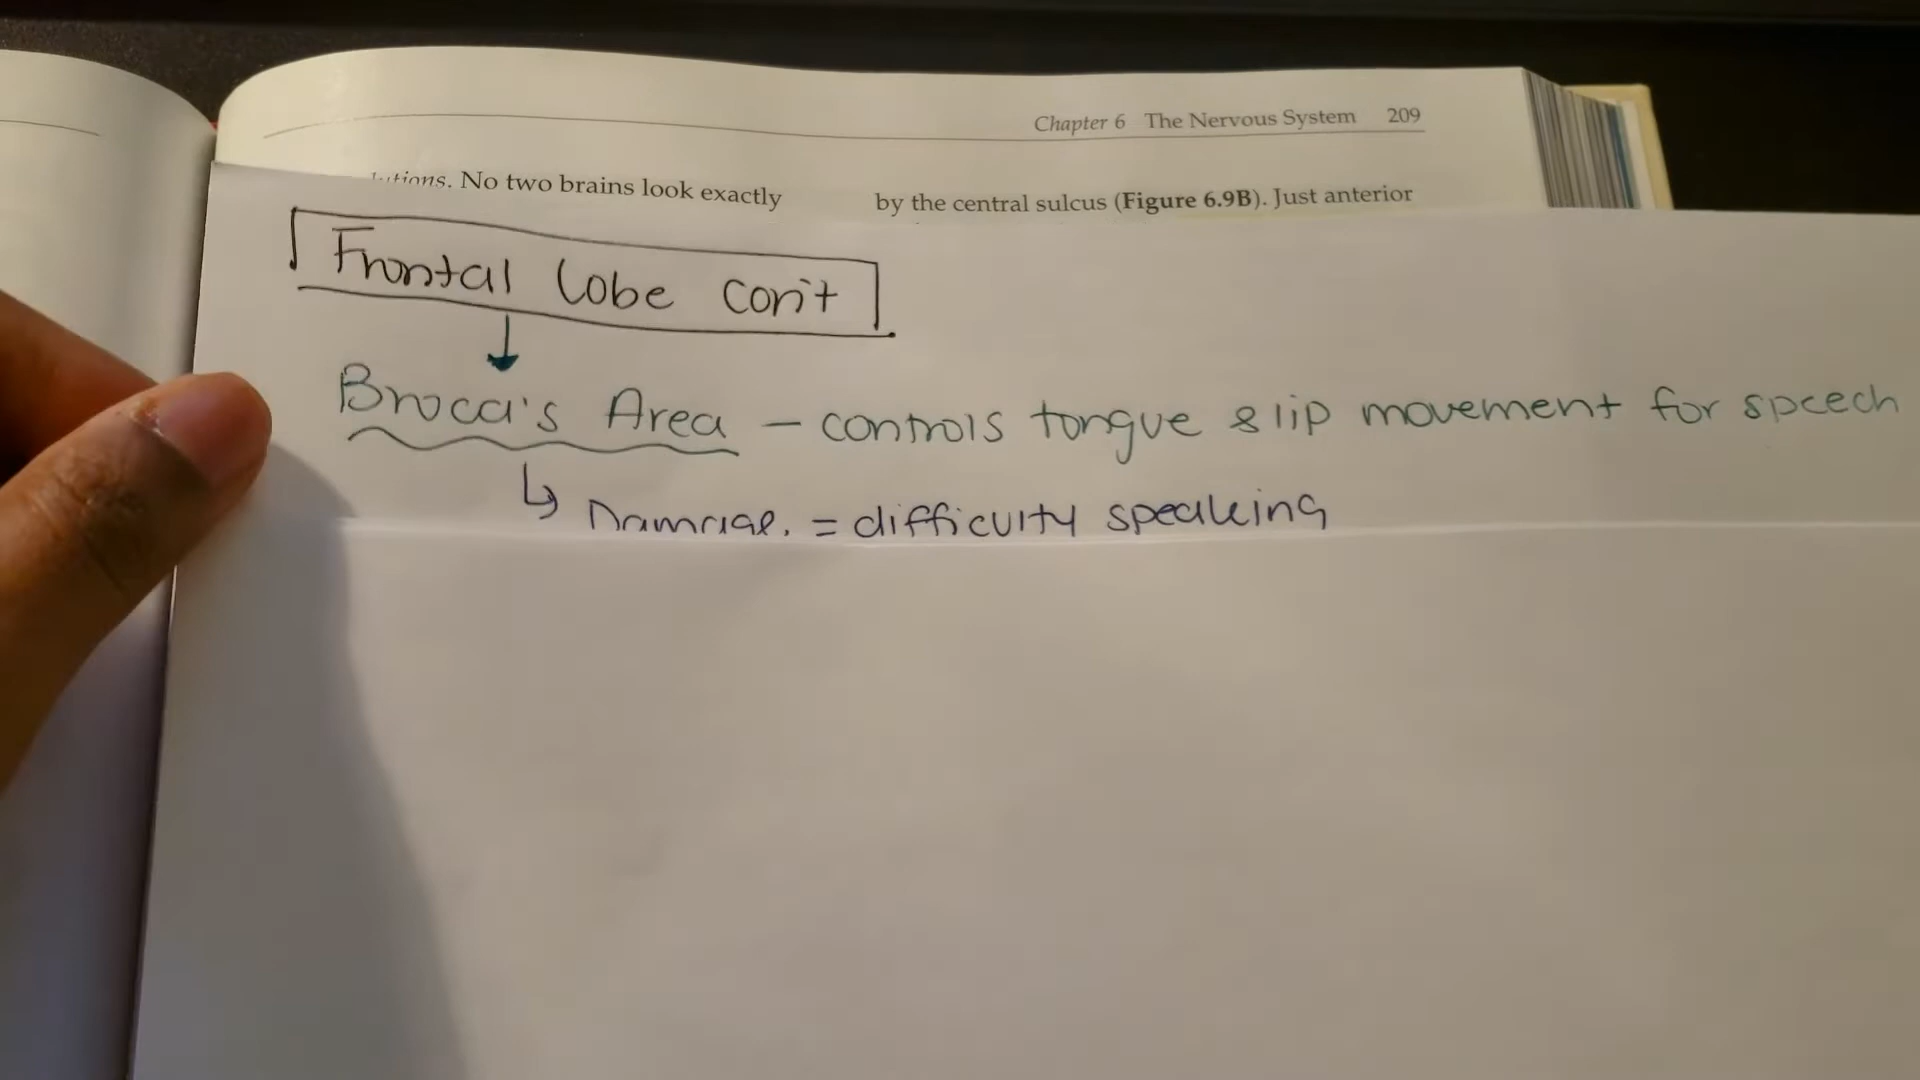 Chapter 6 The Nervous System 209
No two brains look exactly
by the central sulcus (Figure 6.9B). Just anterior
Frontal lobe con't
Broca's Area – controls tongue & lip movement for speech
↳ Damage = difficulty speaking